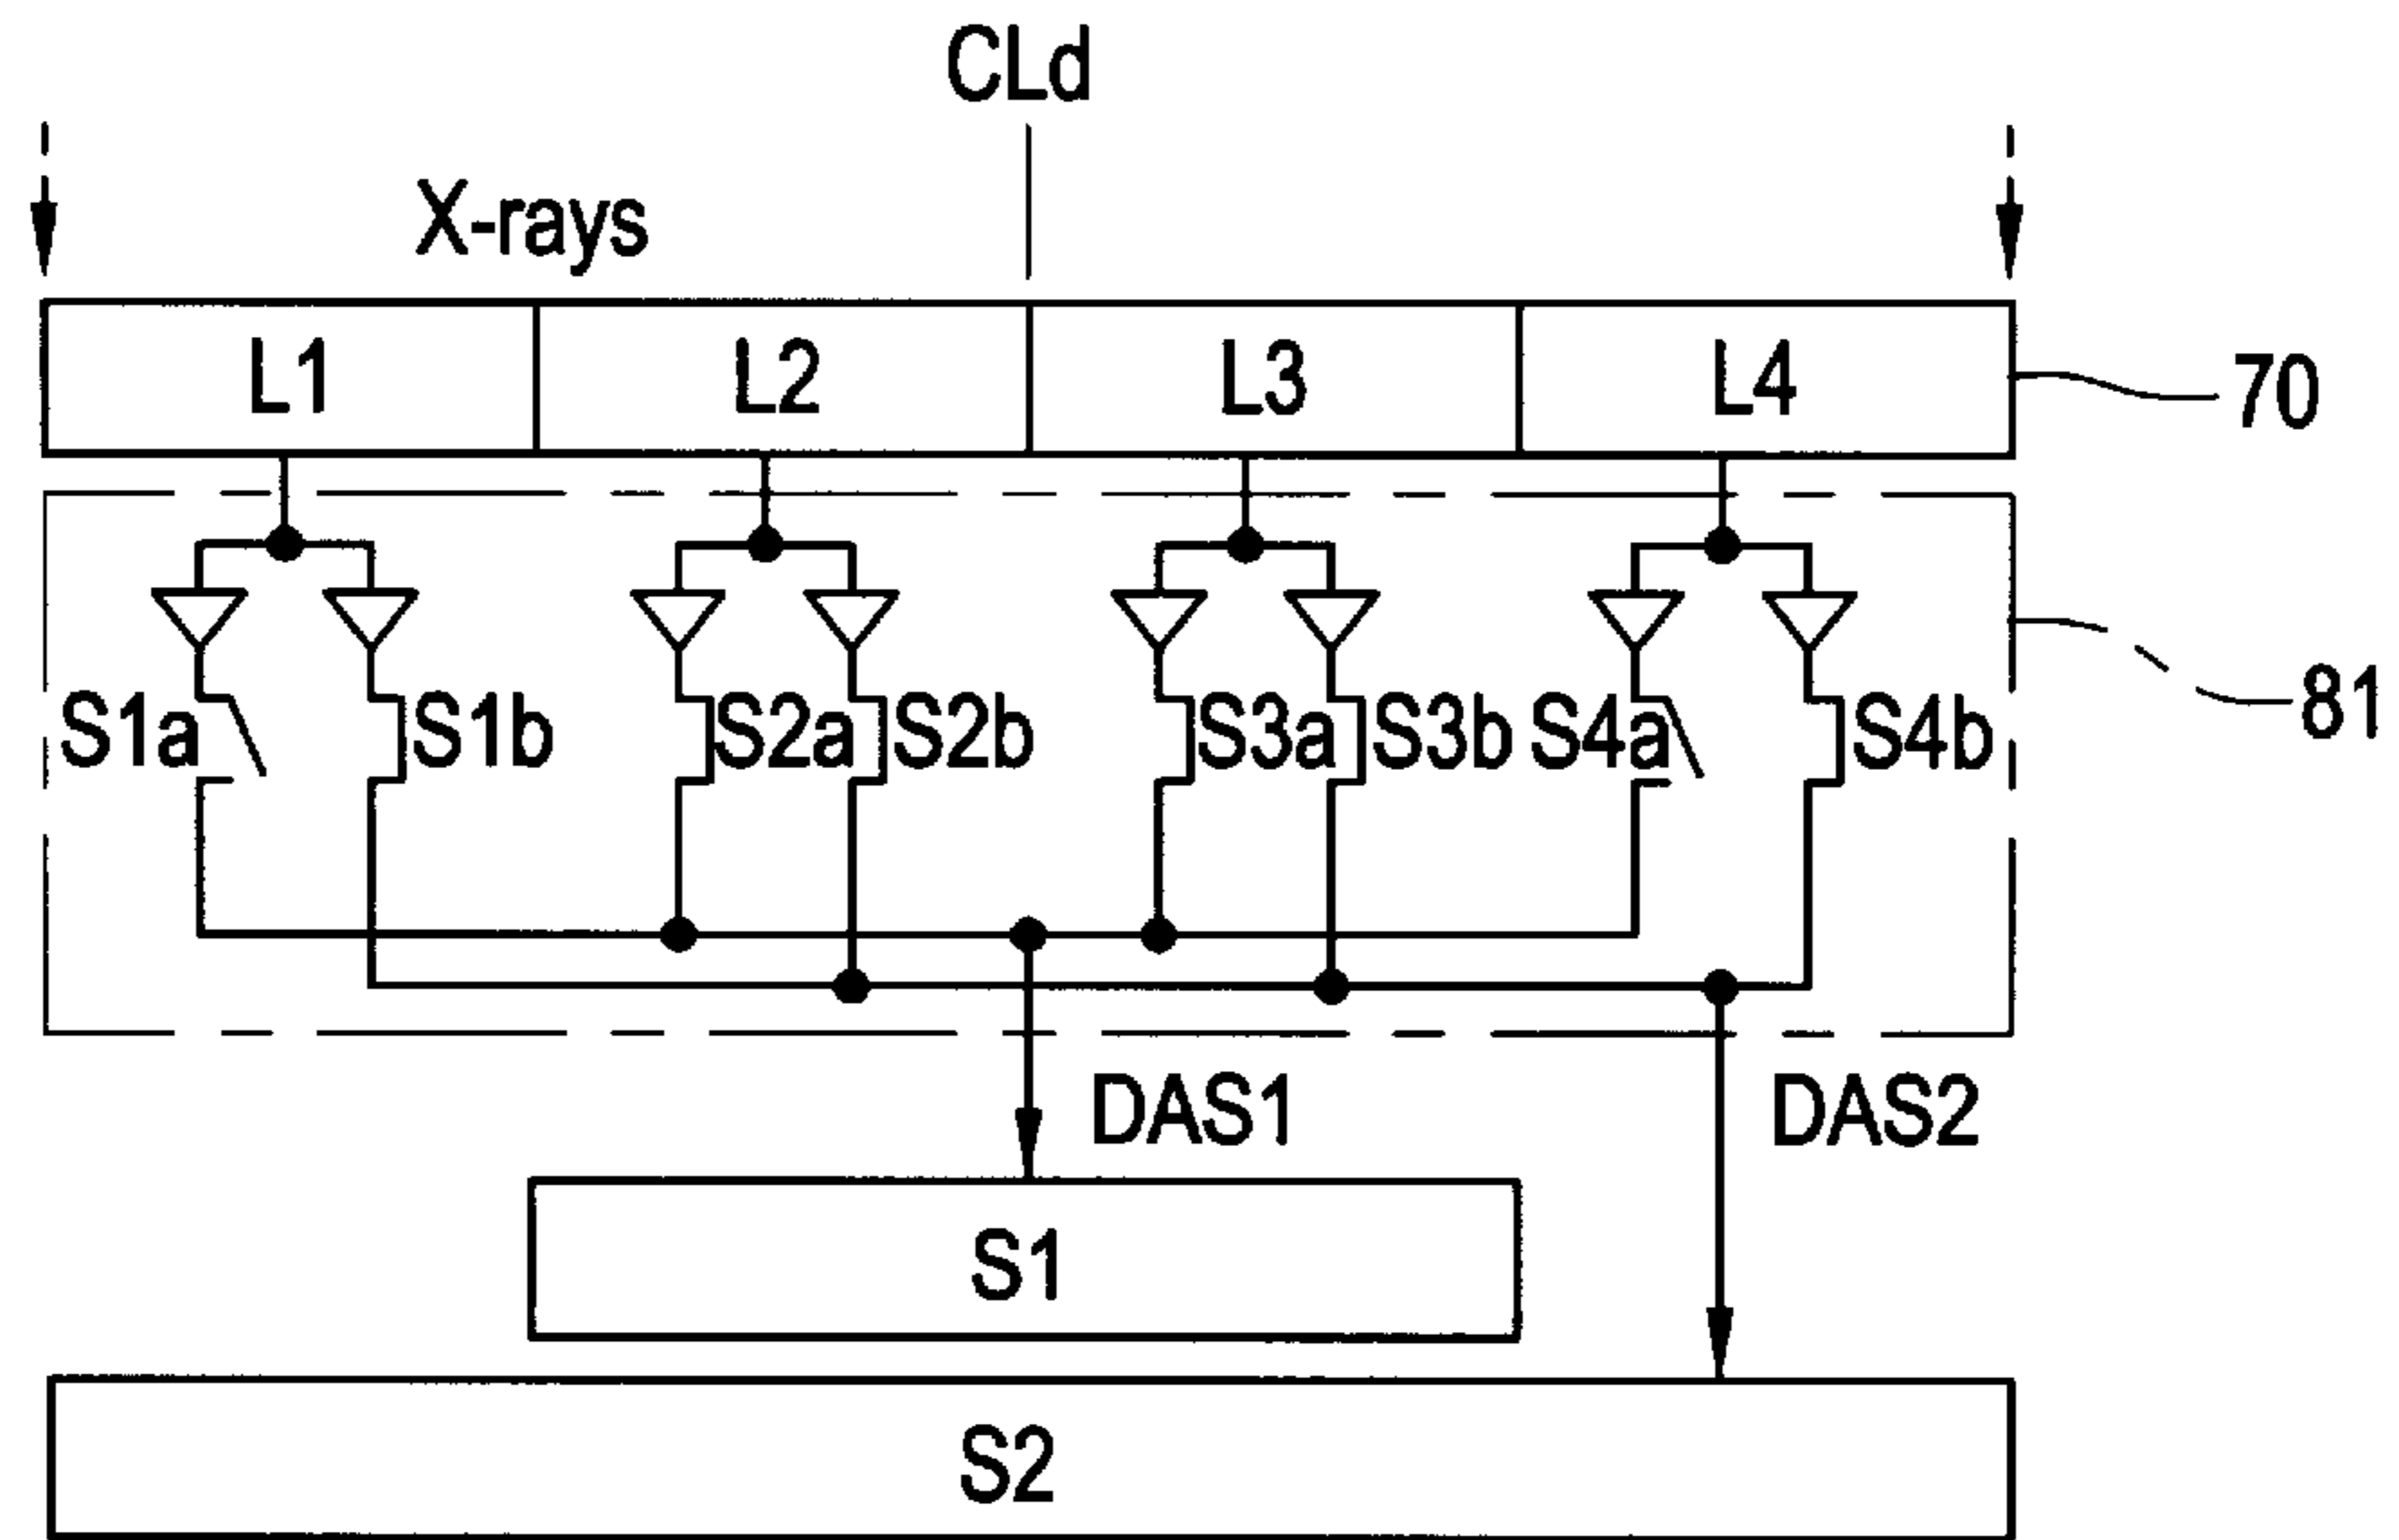 CLd
X-rays
L1 L2 L3 L4 70
S1a S1b S2a S2b S3a S3b S4a S4b 81
DAS1 DAS2
S1
S2